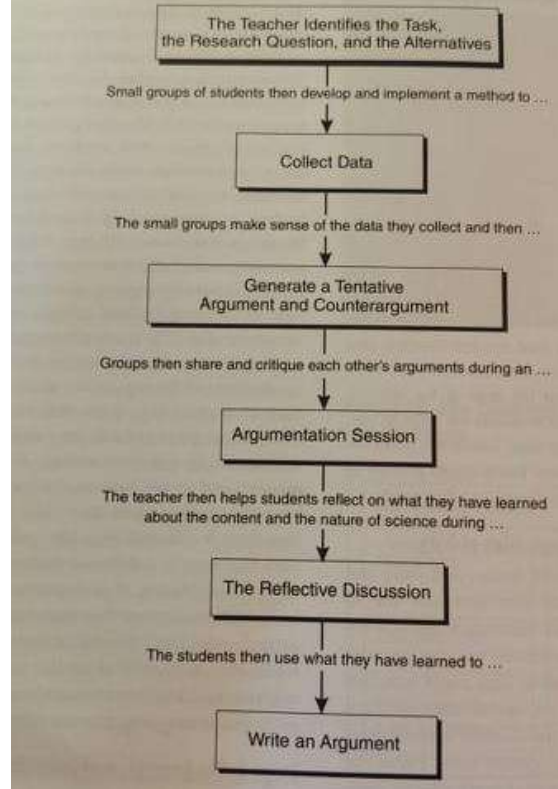 The Teacher Identifies the Task,
the Research Question, and the Alternatives
Small groups of students then develop and implement a method to ...
Collect Data
The small groups make sense of the data they collect and then ...
Generate a Tentative
Argument and Counterargument
Groups then share and critique each other's arguments during an ...
Argumentation Session
The teacher then helps students reflect on what they have learned
about the content and the nature of science during ...
The Reflective Discussion
The students then use what they have learned to ...
Write an Argument